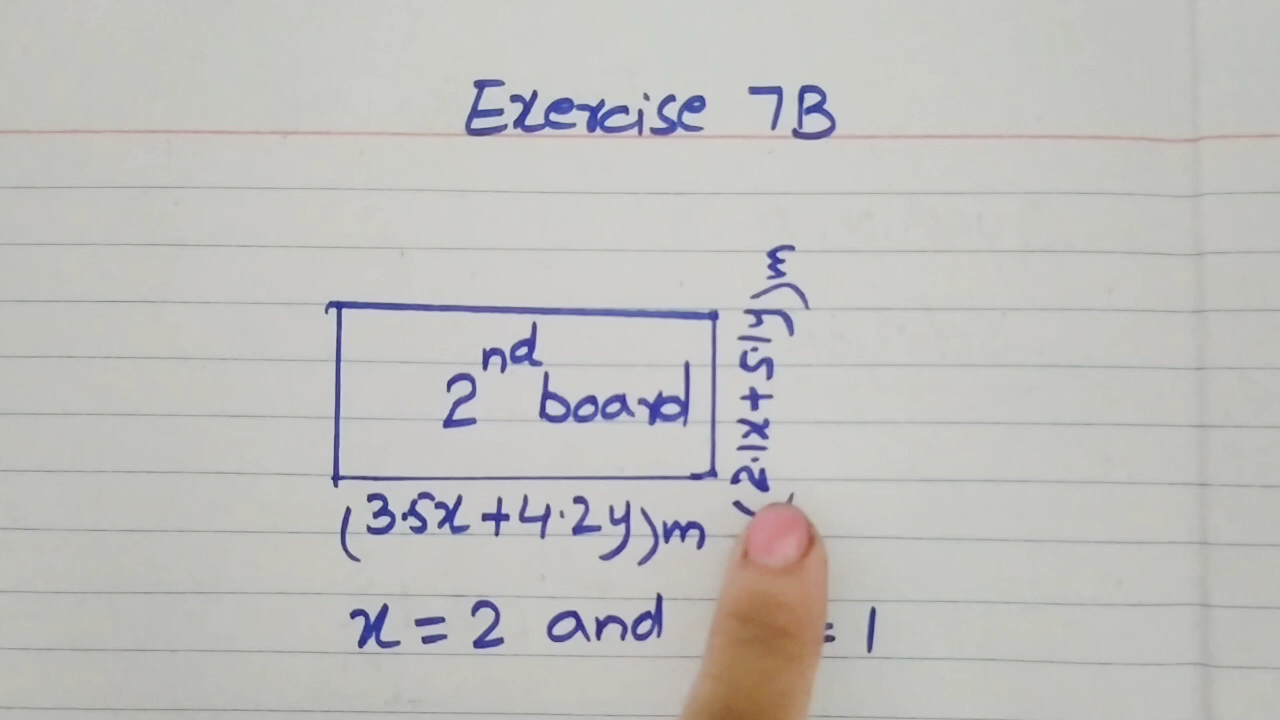 Exercise 7B
2nd board
(2.1x+5.1y)m
(3.5x+4.2y)m
x=2 and =1